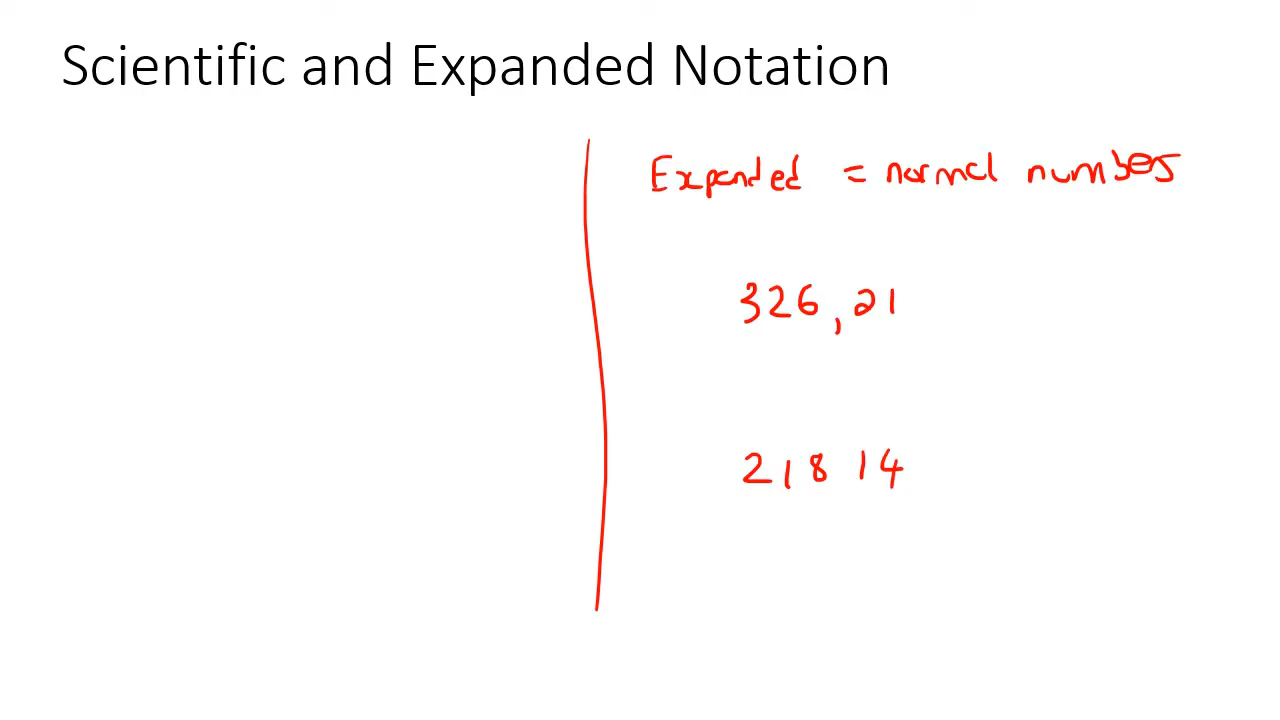 Scientific and Expanded Notation
Expanded = normal numbers
326,21
21814